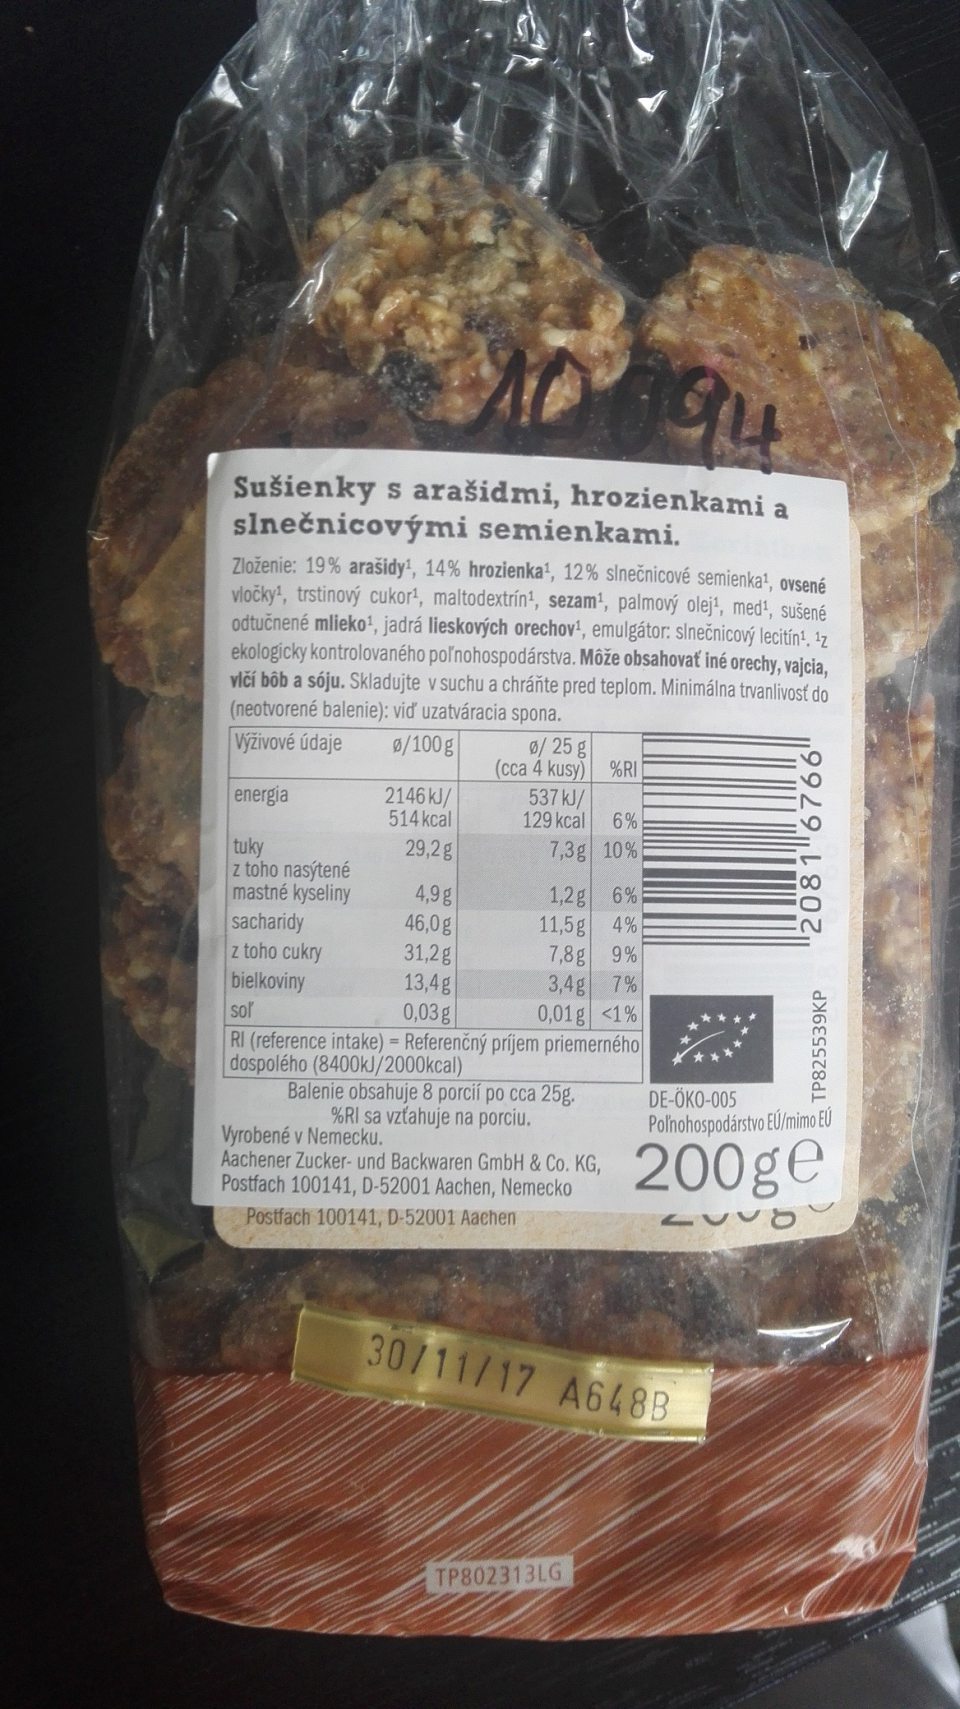 10094
Sušienky s arašidmi, hrozienkami a
slnečnicovými semienkami.
Zloženie: 19% arašidy¹, 14% hrozienka¹, 12% slnečnicové semienka¹, ovsené
vločky¹, trstinový cukor¹, maltodextrín¹, sezam¹, palmový olej¹, med¹, sušené
odtučnené mlieko¹, jadrá lieskových orechov¹, emulgátor: slnečnicový lecitín¹. ¹z
ekologicky kontrolovaného poľnohospodárstva. Môže obsahovať iné orechy, vajcia,
vlčí bôb a sóju. Skladujte v suchu a chráňte pred teplom. Minimálna trvanlivosť do
(neotvorené balenie): viď uzatváracia spona.
Výživové údaje ø/100g ø/ 25 g
(cca 4 kusy) %RI
energia 2146 kJ/ 537 kJ/
514 kcal 129 kcal 6%
tuky 29,2g 7,3g 10%
z toho nasýtené
mastné kyseliny 4,9g 1,2g 6%
sacharidy 46,0g 11,5g 4%
z toho cukry 31,2g 7,8g 9%
bielkoviny 13,4g 3,4g 7%
soľ 0,03g 0,01g <1%
RI (reference intake) = Referenčný príjem priemerného
dospolého (8400kJ/2000kcal)
Balenie obsahuje 8 porcií po cca 25g.
%RI sa vzťahuje na porciu.
Vyrobené v Nemecku.
Aachener Zucker- und Backwaren GmbH & Co. KG,
Postfach 100141, D-52001 Aachen, Nemecko
20816766
TP825539KP
DE-ÖKO-005
Poľnohospodárstvo EÚ/mimo EÚ
200g e
Postfach 100141, D-52001 Aachen
200g
30/11/17 A648B
TP802313LG